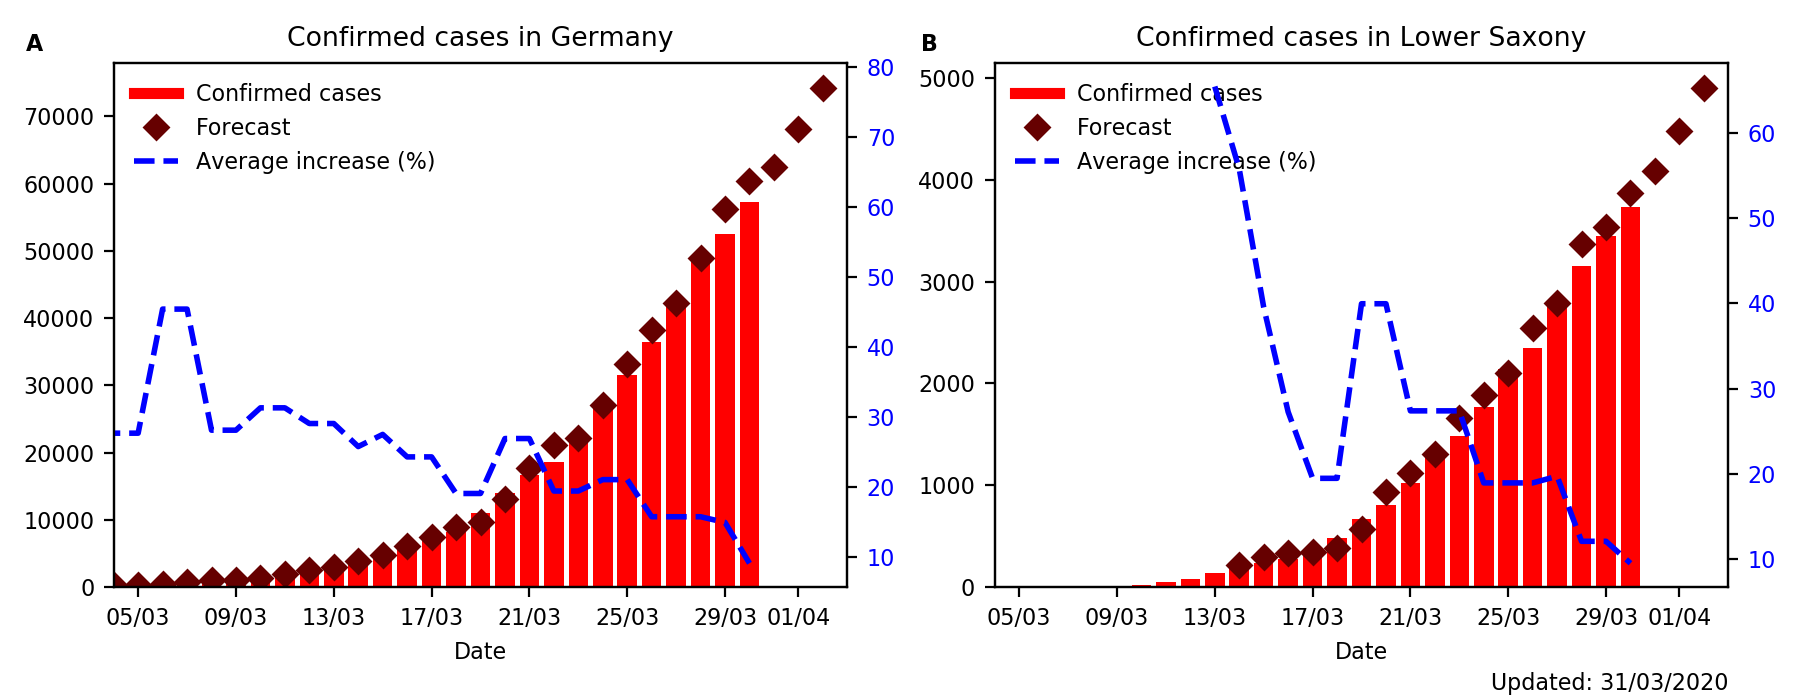 A
Confirmed cases in Germany
Confirmed cases
Forecast
Average increase (%)
70000
60000
50000
40000
30000
20000
10000
0
80
70
60
50
40
30
20
10
05/03 09/03 13/03 17/03 21/03 25/03 29/03 01/04
Date
B
Confirmed cases in Lower Saxony
Confirmed cases
Forecast
Average increase (%)
5000
4000
3000
2000
1000
0
60
50
40
30
20
10
05/03 09/03 13/03 17/03 21/03 25/03 29/03 01/04
Date
Updated: 31/03/2020